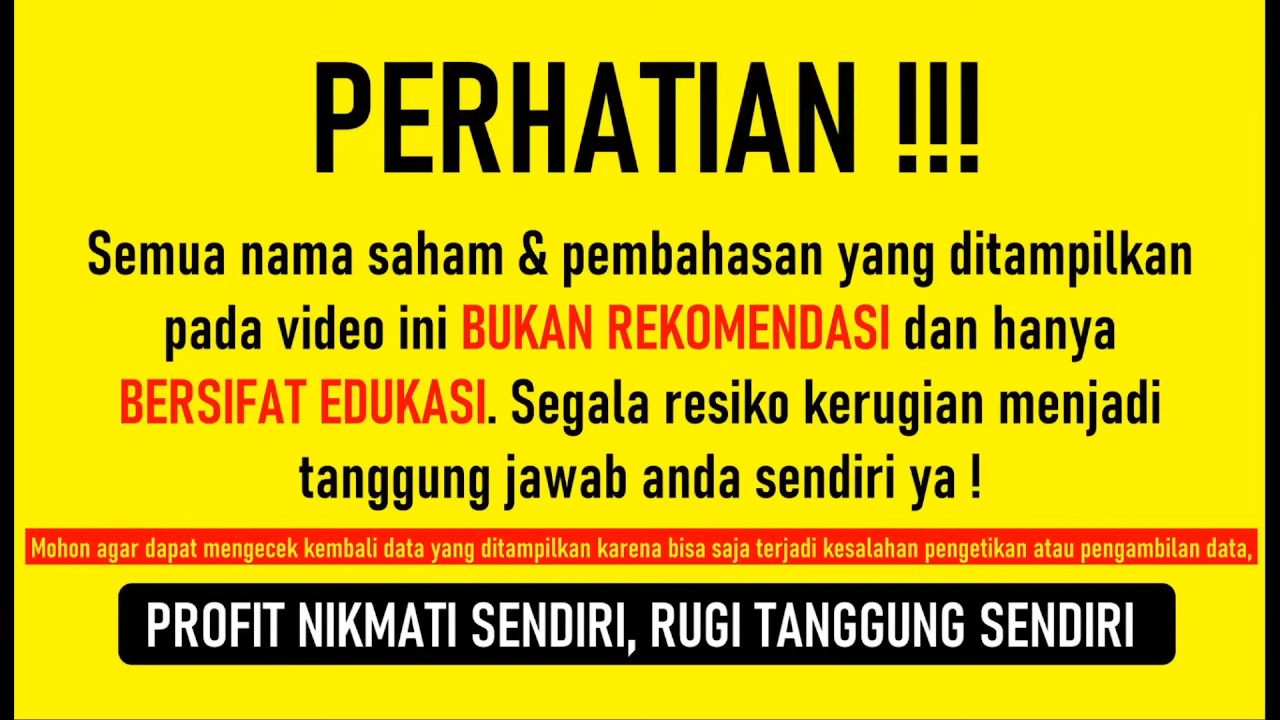 PERHATIAN !!!
Semua nama saham & pembahasan yang ditampilkan
pada video ini BUKAN REKOMENDASI dan hanya
BERSIFAT EDUKASI. Segala resiko kerugian menjadi
tanggung jawab anda sendiri ya !
Mohon agar dapat mengecek kembali data yang ditampilkan karena bisa saja terjadi kesalahan pengetikan atau pengambilan data,
PROFIT NIKMATI SENDIRI, RUGI TANGGUNG SENDIRI